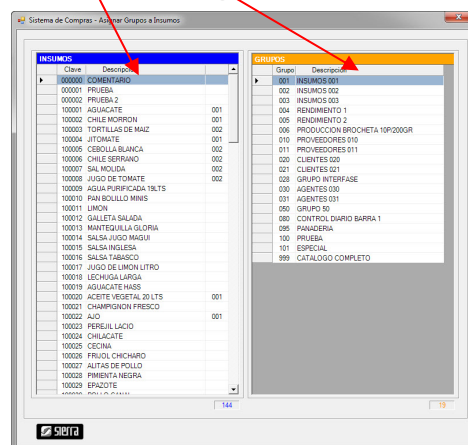 Sistema de Compras - Asignar Grupos a Insumos
INSUMOS
Clave Descripción
000000 COMENTARIO
000001 PRUEBA
000002 PRUEBA 2
100001 AGUACATE 001
100002 CHILE MORRON 001
100003 TORTILLAS DE MAIZ 002
100004 JITOMATE 001
100005 CEBOLLA BLANCA 002
100006 CHILE SERRANO 002
100007 SAL MOLIDA 002
100008 JUGO DE TOMATE 002
100009 AGUA PURIFICADA 19LTS
100010 PAN BOLILLO MINIS
100011 LIMON
100012 GALLETA SALADA
100013 MANTEQUILLA GLORIA
100014 SALSA JUGO MAGUI
100015 SALSA INGLESA
100016 SALSA TABASCO
100017 JUGO DE LIMON LITRO
100018 LECHUGA LARGA
100019 AGUACATE HASS
100020 ACEITE VEGETAL 20 LTS 001
100021 CHAMPIGNON FRESCO
100022 AJO 001
100023 PEREJIL LACIO
100024 CHILACATE
100025 CECINA
100026 FRIJOL CHICHARO
100027 ALITAS DE POLLO
100028 PIMIENTA NEGRA
100029 EPAZOTE
144
GRUPOS
Grupo Descripción
001 INSUMOS 001
002 INSUMOS 002
003 INSUMOS 003
004 RENDIMIENTO 1
005 RENDIMIENTO 2
006 PRODUCCION BROCHETA 10P/200GR
010 PROVEEDORES 010
011 PROVEEDORES 011
020 CLIENTES 020
021 CLIENTES 021
028 GRUPO INTERFASE
030 AGENTES 030
031 AGENTES 031
050 GRUPO 50
080 CONTROL DIARIO BARRA 1
095 PANADERIA
100 PRUEBA
101 ESPECIAL
999 CATALOGO COMPLETO
19
sierra